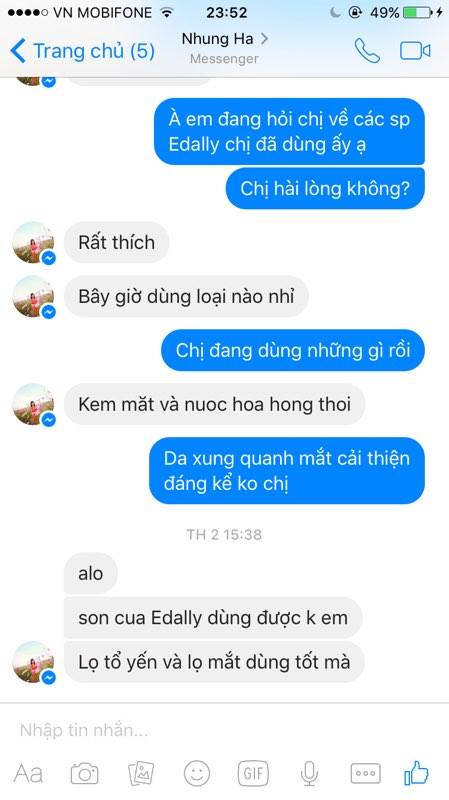 VN MOBIFONE 23:52 49%
Trang chủ (5) Nhung Ha
Messenger
À em đang hỏi chị về các sp
Edally chị đã dùng ấy ạ
Chị hài lòng không?
Rất thích
Bây giờ dùng loại nào nhỉ
Chị đang dùng những gì rồi
Kem măt và nuoc hoa hong thoi
Da xung quanh mắt cải thiện
đáng kể ko chị
TH 2 15:38
alo
son cua Edally dùng được k em
Lọ tổ yến và lọ mắt dùng tốt mà
Nhập tin nhắn...
Aa GIF